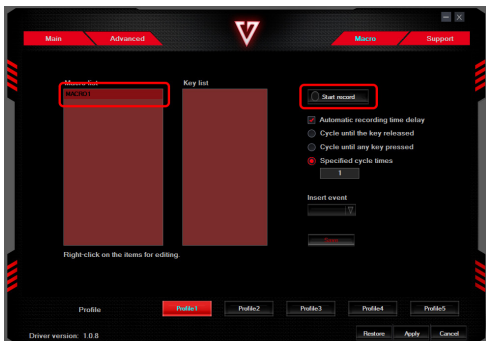 Main Advanced Macro Support
Macro list Key list
MACRO1
Start record
Automatic recording time delay
Cycle until the key released
Cycle until any key pressed
Specified cycle times
1
Insert event
Save
Right-click on the items for editing.
Profile Profile1 Profile2 Profile3 Profile4 Profile5
Driver version: 1.0.8 Restore Apply Cancel